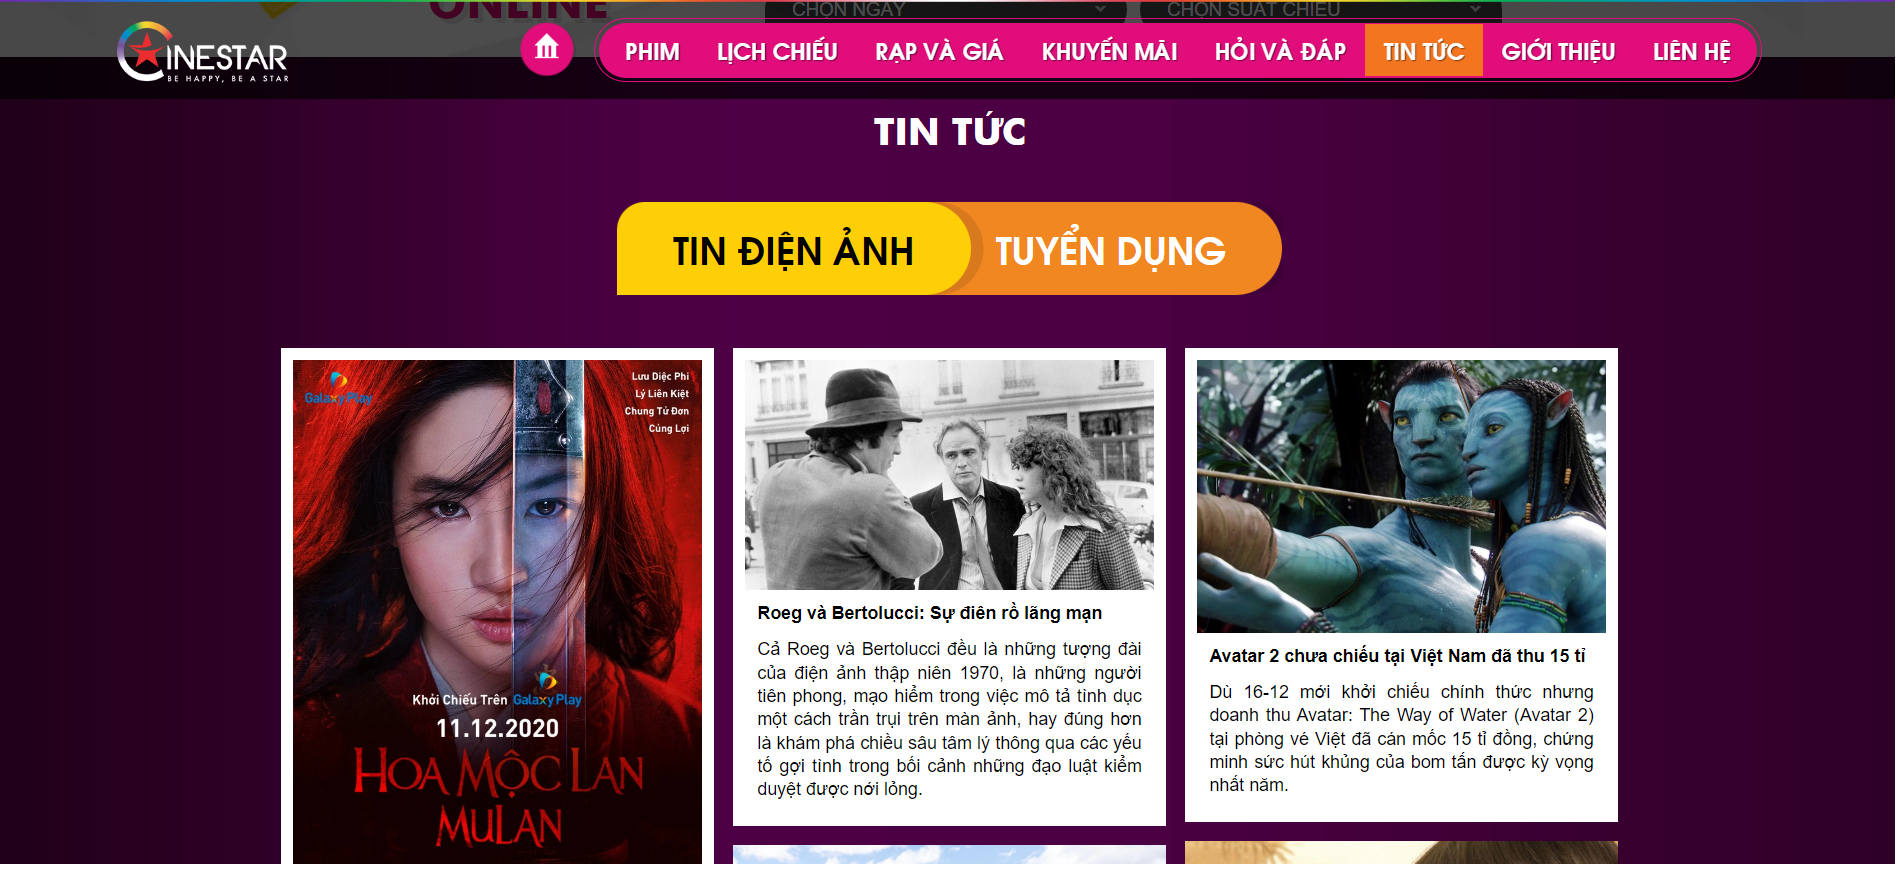 ONLINE
CHỌN NGÀY
CHỌN SUẤT CHIẾU
CINESTAR
BE HAPPY, BE A STAR
PHIM
LỊCH CHIẾU
RẠP VÀ GIÁ
KHUYẾN MÃI
HỎI VÀ ĐÁP
TIN TỨC
GIỚI THIỆU
LIÊN HỆ
TIN TỨC
TIN ĐIỆN ẢNH
TUYỂN DỤNG
Galaxy Play
Lưu Diệc Phi
Lý Liên Kiệt
Chung Tử Đơn
Củng Lợi
Khởi Chiếu Trên Galaxy Play
11.12.2020
HOA MỘC LAN
MULAN
Roeg và Bertolucci: Sự điên rồ lãng mạn
Cả Roeg và Bertolucci đều là những tượng đài
của điện ảnh thập niên 1970, là những người
tiên phong, mạo hiểm trong việc mô tả tình dục
một cách trần trụi trên màn ảnh, hay đúng hơn
là khám phá chiều sâu tâm lý thông qua các yếu
tố gợi tình trong bối cảnh những đạo luật kiểm
duyệt được nới lỏng.
Avatar 2 chưa chiếu tại Việt Nam đã thu 15 tỉ
Dù 16-12 mới khởi chiếu chính thức nhưng
doanh thu Avatar: The Way of Water (Avatar 2)
tại phòng vé Việt đã cán mốc 15 tỉ đồng, chứng
minh sức hút khủng của bom tấn được kỳ vọng
nhất năm.